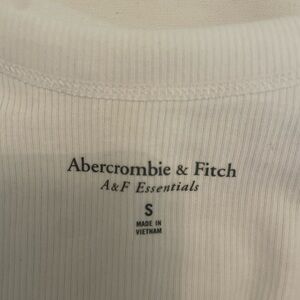 Abercrombie & Fitch
A&F Essentials
S
MADE IN
VIETNAM